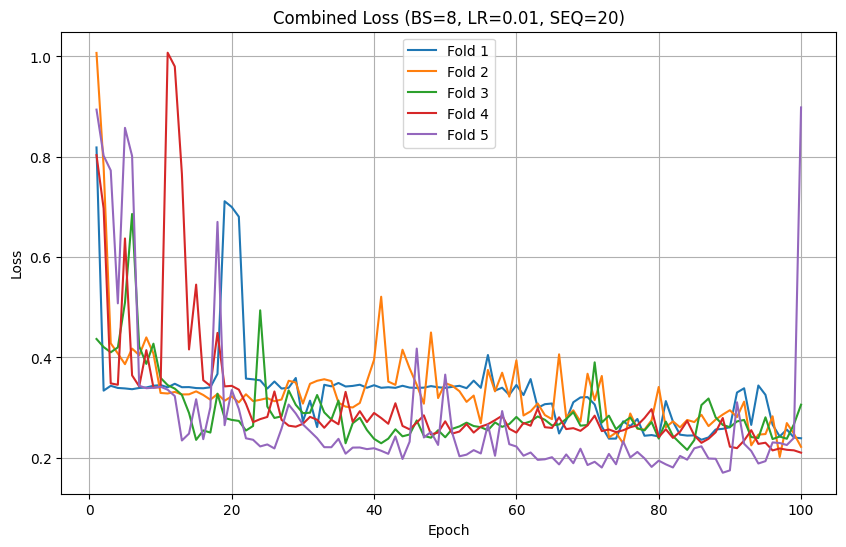 Combined Loss (BS=8, LR=0.01, SEQ=20)
Fold 1
Fold 2
Fold 3
Fold 4
Fold 5
1.0
0.8
0.6
0.4
0.2
Loss
0 20 40 60 80 100
Epoch